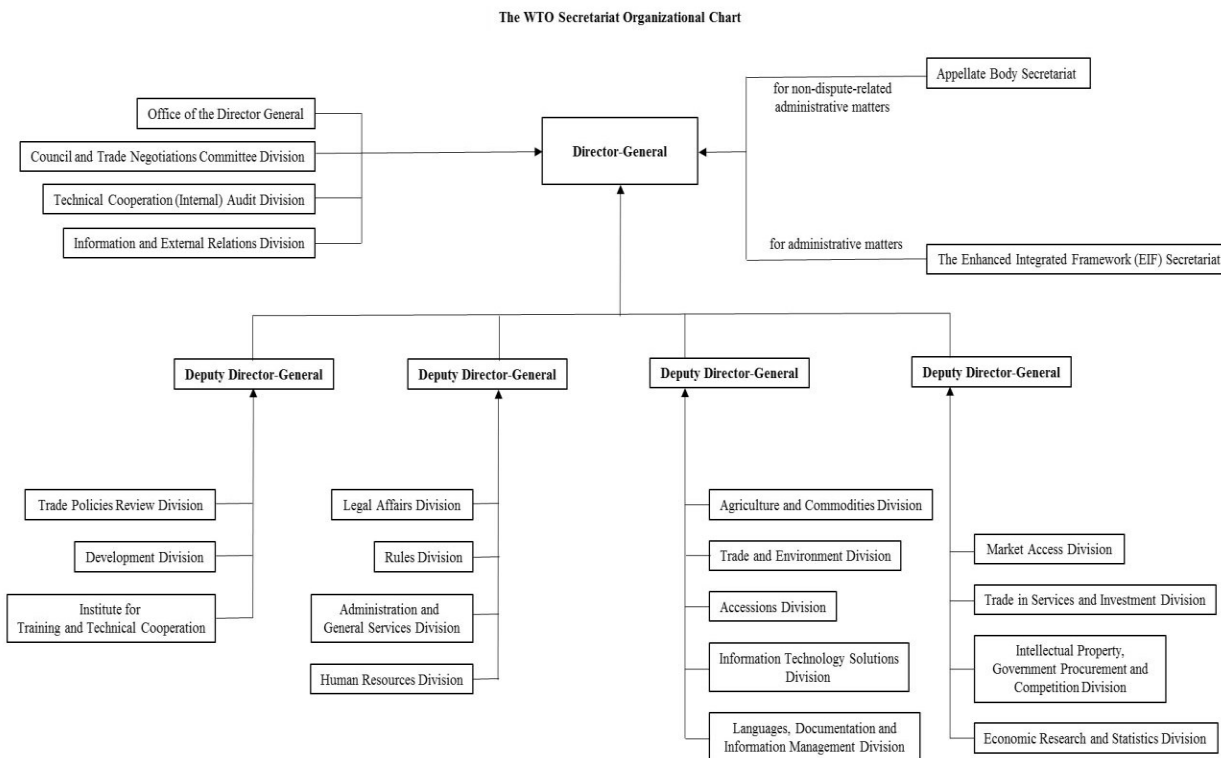 The WTO Secretariat Organizational Chart
Appellate Body Secretariat
for non-dispute-related
administrative matters
Office of the Director General
Council and Trade Negotiations Committee Division
Technical Cooperation (Internal) Audit Division
Information and External Relations Division
Director-General
for administrative matters
The Enhanced Integrated Framework (EIF) Secretariat
Deputy Director-General
Deputy Director-General
Deputy Director-General
Deputy Director-General
Trade Policies Review Division
Development Division
Institute for
Training and Technical Cooperation
Legal Affairs Division
Rules Division
Administration and
General Services Division
Human Resources Division
Agriculture and Commodities Division
Trade and Environment Division
Accessions Division
Information Technology Solutions
Division
Languages, Documentation and
Information Management Division
Market Access Division
Trade in Services and Investment Division
Intellectual Property,
Government Procurement and
Competition Division
Economic Research and Statistics Division